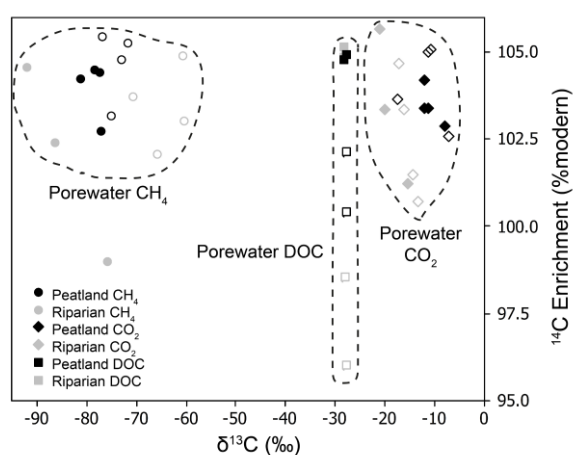 105.0
102.5
100.0
97.5
95.0
¹⁴C Enrichment (%modern)
Porewater CH₄
Porewater DOC
Porewater
CO₂
Peatland CH₄
Riparian CH₄
Peatland CO₂
Riparian CO₂
Peatland DOC
Riparian DOC
-90 -80 -70 -60 -50 -40 -30 -20 -10 0
δ¹³C (‰)